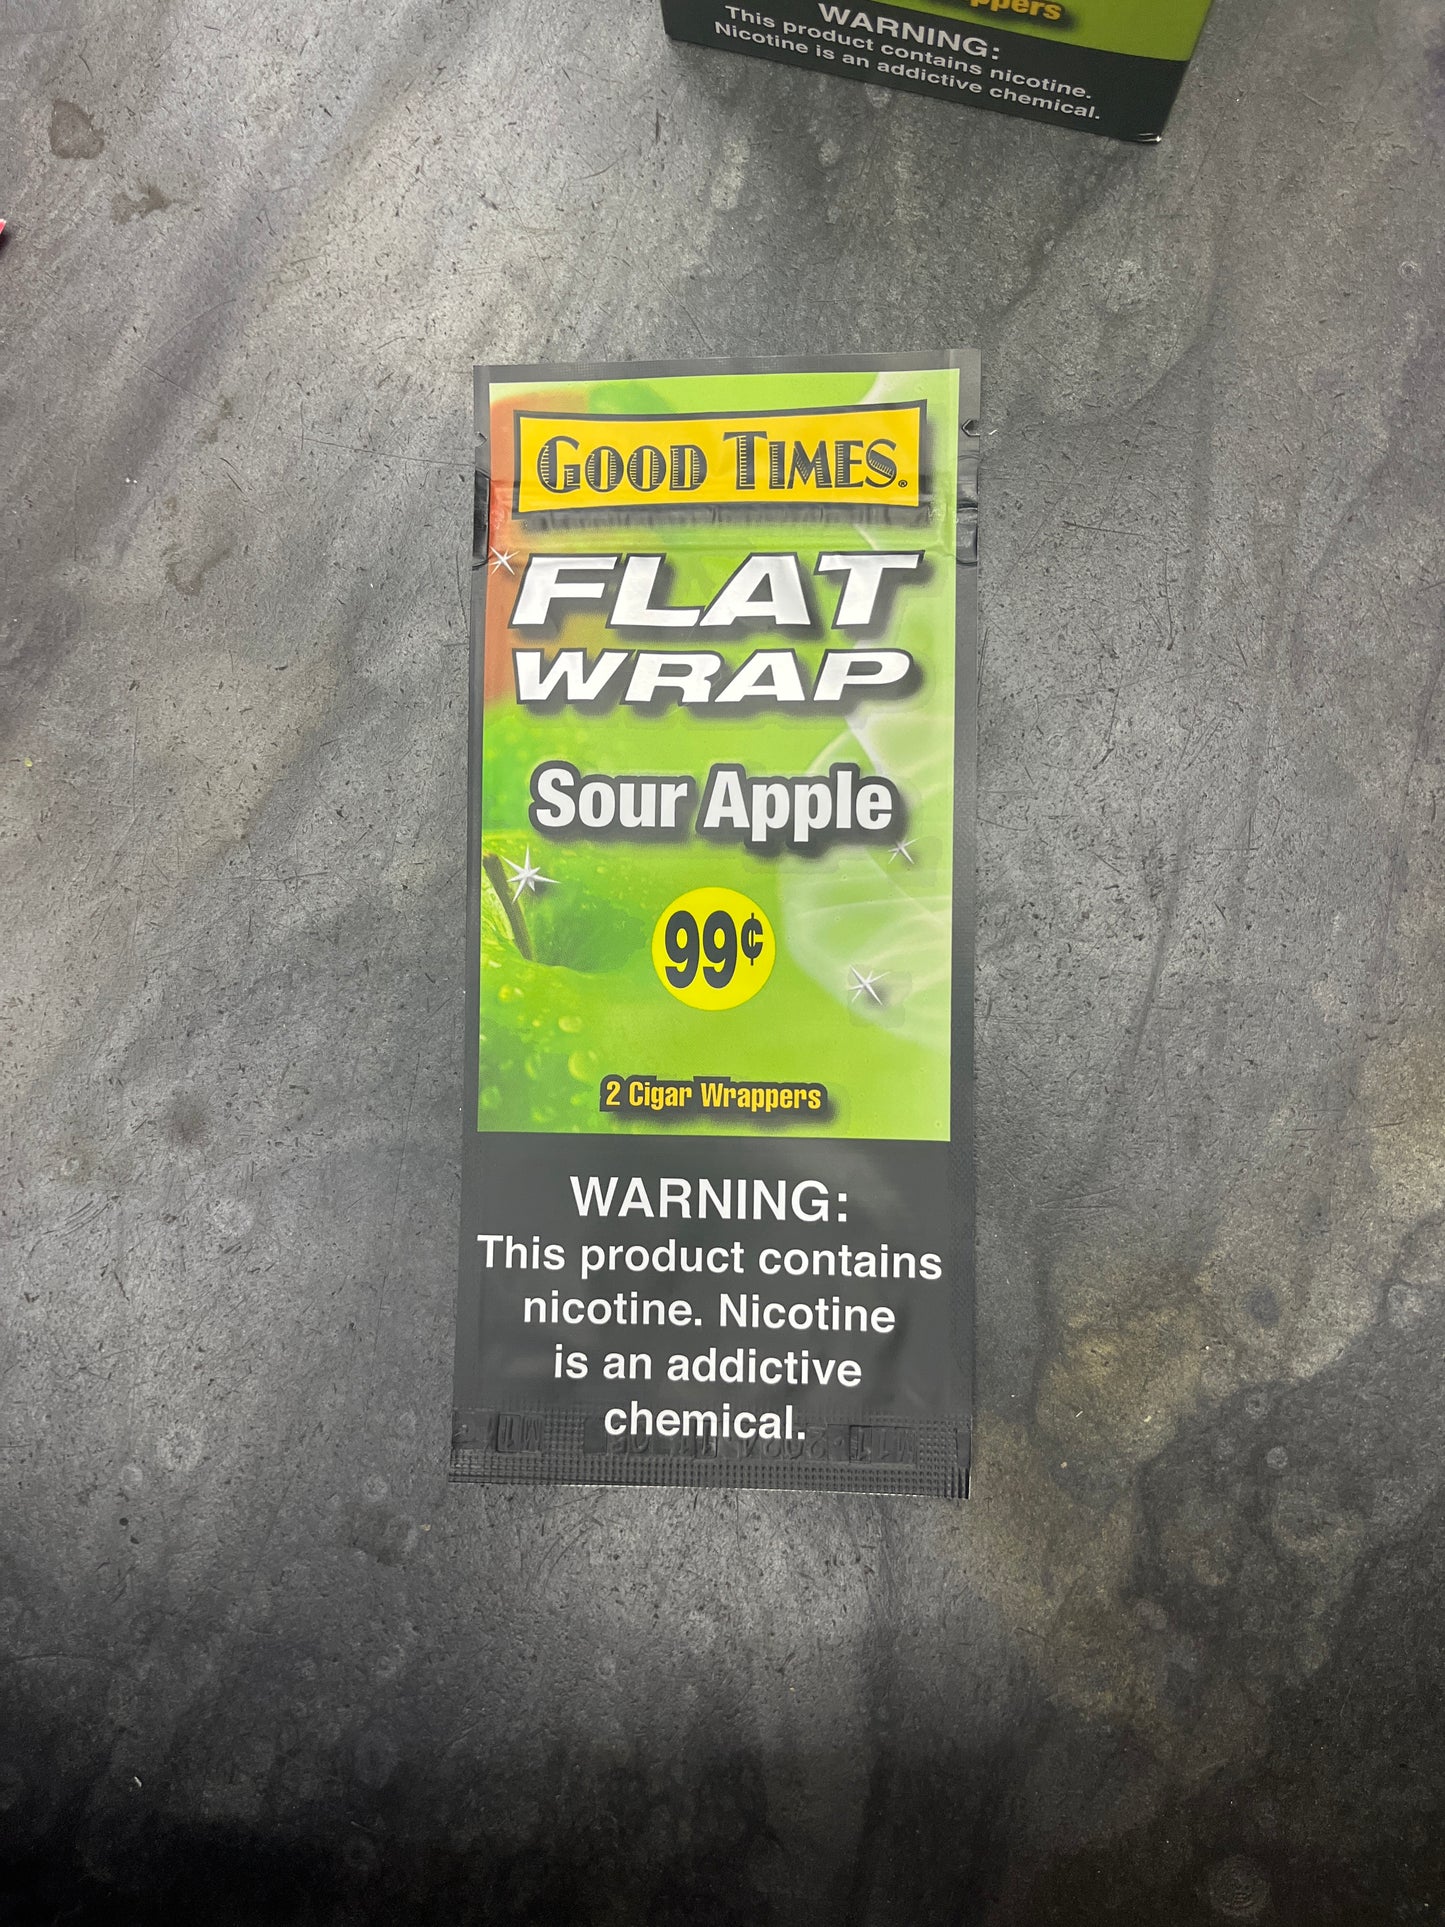 ppers
WARNING:
This product contains nicotine.
Nicotine is an addictive chemical.
GOOD TIMES®
FLAT
WRAP
Sour Apple
99¢
2 Cigar Wrappers
WARNING:
This product contains
nicotine. Nicotine
is an addictive
chemical.